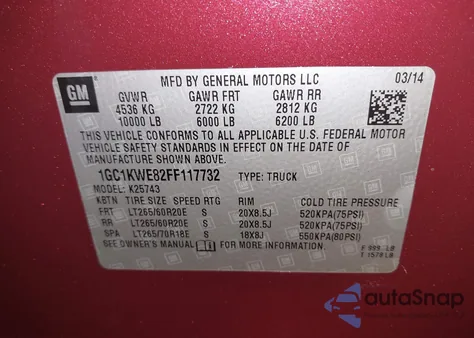 MFD BY GENERAL MOTORS LLC 03/14
GM
GVWR GAWR FRT GAWR RR
4536 KG 2722 KG 2812 KG
10000 LB 6000 LB 6200 LB
THIS VEHICLE CONFORMS TO ALL APPLICABLE U.S. FEDERAL MOTOR
VEHICLE SAFETY STANDARDS IN EFFECT ON THE DATE OF
MANUFACTURE SHOWN ABOVE.
1GC1KWE82FF117732 TYPE: TRUCK
MODEL: K25743
KBTN TIRE SIZE SPEED RTG RIM COLD TIRE PRESSURE
FRT LT265/60R20E S 20X8.5J 520KPA(75PSI)
RR LT265/60R20E S 20X8.5J 520KPA(75PSI)
SPA LT265/70R18E S 18X8J 550KPA(80PSI)
SEE OWNER'S MANUAL FOR MORE INFORMATION.
T 1578 LB
autoSnap